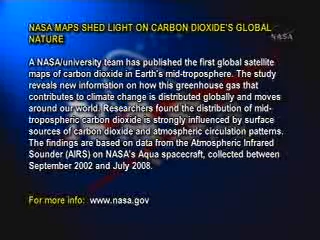 NASA MAPS SHED LIGHT ON CARBON DIOXIDE'S GLOBAL
NATURE
NASA
A NASA/university team has published the first global satellite
maps of carbon dioxide in Earth's mid-troposphere. The study
reveals new information on how this greenhouse gas that
contributes to climate change is distributed globally and moves
around our world. Researchers found the distribution of mid-
tropospheric carbon dioxide is strongly influenced by surface
sources of carbon dioxide and atmospheric circulation patterns.
The findings are based on data from the Atmospheric Infrared
Sounder (AIRS) on NASA's Aqua spacecraft, collected between
September 2002 and July 2008.
For more info: www.nasa.gov